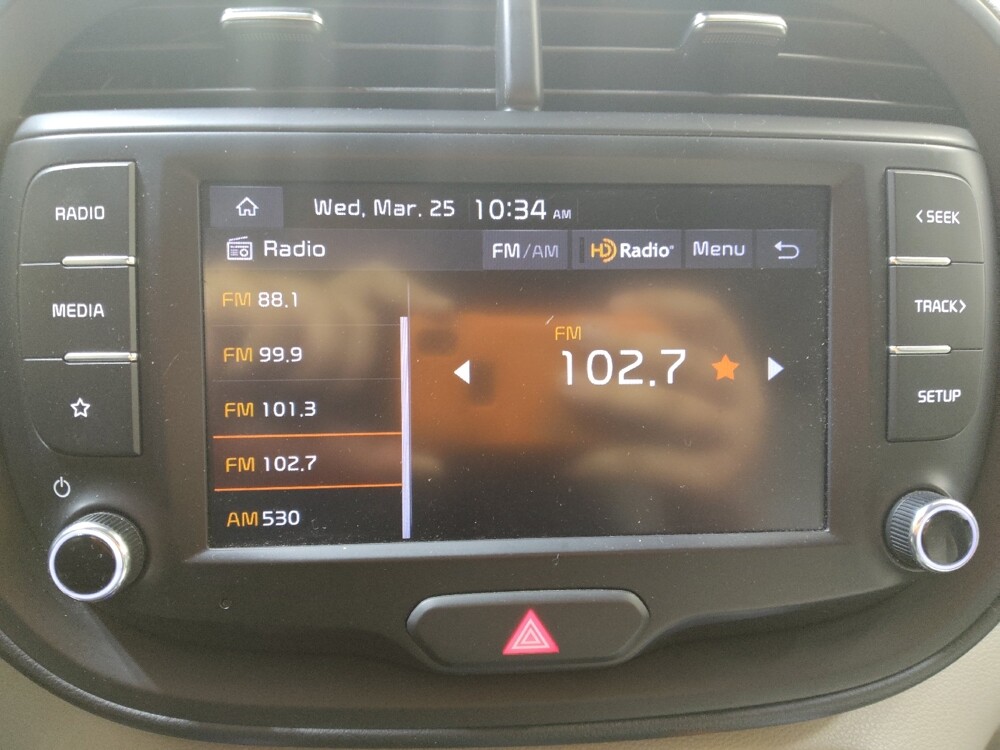 RADIO
MEDIA
Wed, Mar. 25 10:34 AM
Radio FM/AM HD Radio® Menu
FM 88.1
FM 99.9
FM 101.3
FM 102.7
AM 530
FM
102.7
< SEEK
TRACK >
SETUP